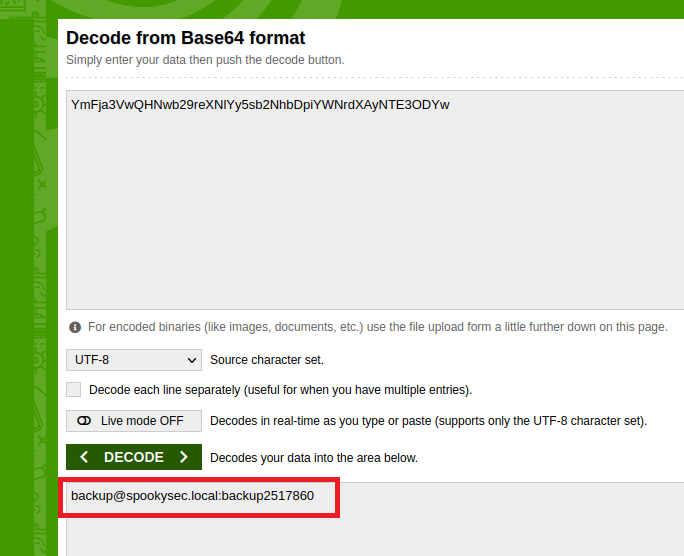 Decode from Base64 format
Simply enter your data then push the decode button.
YmFja3VwQHNwb29reXNlYy5sb2NhbDpiYWNrdXAyNTE3ODYw
For encoded binaries (like images, documents, etc.) use the file upload form a little further down on this page.
UTF-8 Source character set.
Decode each line separately (useful for when you have multiple entries).
Live mode OFF Decodes in real-time as you type or paste (supports only the UTF-8 character set).
DECODE Decodes your data into the area below.
backup@spookysec.local:backup2517860